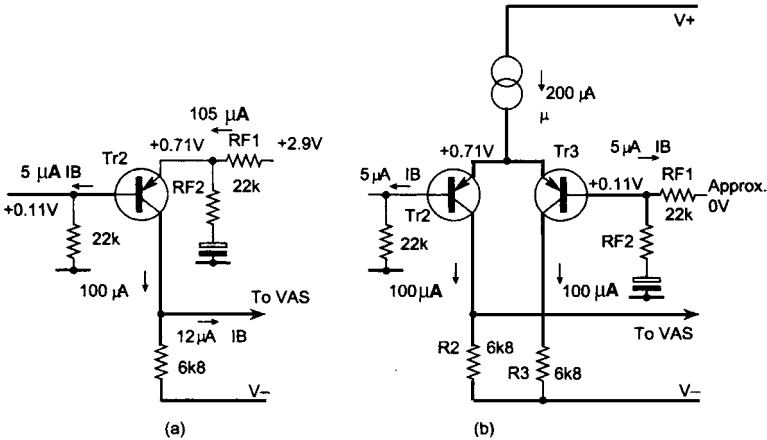 V+
200 µA
µ
105 µA
+0.71V
RF1
+2.9V
5 µA IB
Tr2
+0.11V
22k
RF2
22k
100 µA
To VAS
12µA IB
6k8
V–
(a)
+0.71V
Tr3
5µA IB
5µA IB
RF1
Approx.
0V
+0.11V
22k
Tr2
22k
RF2
100µA
100 µA
To VAS
R2
6k8
R3
6k8
V–
(b)